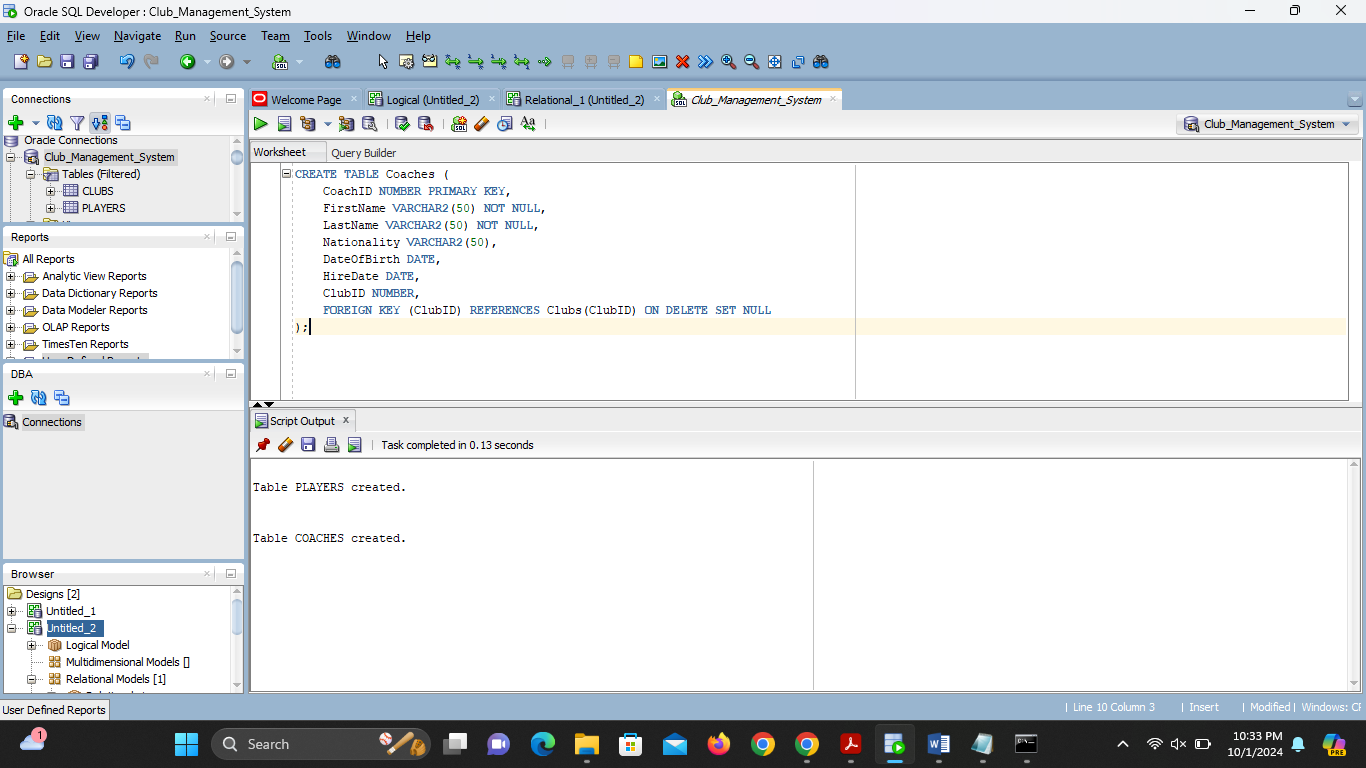 Oracle SQL Developer : Club_Management_System
File Edit View Navigate Run Source Team Tools Window Help
Connections
Oracle Connections
Club_Management_System
Tables (Filtered)
CLUBS
PLAYERS
Reports
All Reports
Analytic View Reports
Data Dictionary Reports
Data Modeler Reports
OLAP Reports
TimesTen Reports
DBA
Connections
Browser
Designs [2]
Untitled_1
Untitled_2
Logical Model
Multidimensional Models []
Relational Models [1]
User Defined Reports
Welcome Page Logical (Untitled_2) Relational_1 (Untitled_2) Club_Management_System
Club_Management_System
Worksheet Query Builder
CREATE TABLE Coaches (
CoachID NUMBER PRIMARY KEY,
FirstName VARCHAR2(50) NOT NULL,
LastName VARCHAR2(50) NOT NULL,
Nationality VARCHAR2(50),
DateOfBirth DATE,
HireDate DATE,
ClubID NUMBER,
FOREIGN KEY (ClubID) REFERENCES Clubs(ClubID) ON DELETE SET NULL
);
Script Output
Task completed in 0.13 seconds
Table PLAYERS created.
Table COACHES created.
Line 10 Column 3 | Insert | Modified | Windows:
1
Search
10:33 PM
10/1/2024
PRE